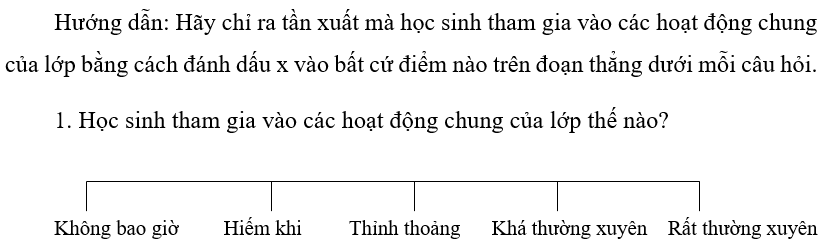 Hướng dẫn: Hãy chỉ ra tần xuất mà học sinh tham gia vào các hoạt động chung
của lớp bằng cách đánh dấu x vào bất cứ điểm nào trên đoạn thẳng dưới mỗi câu hỏi.
1. Học sinh tham gia vào các hoạt động chung của lớp thế nào?
Không bao giờ Hiếm khi Thỉnh thoảng Khá thường xuyên Rất thường xuyên